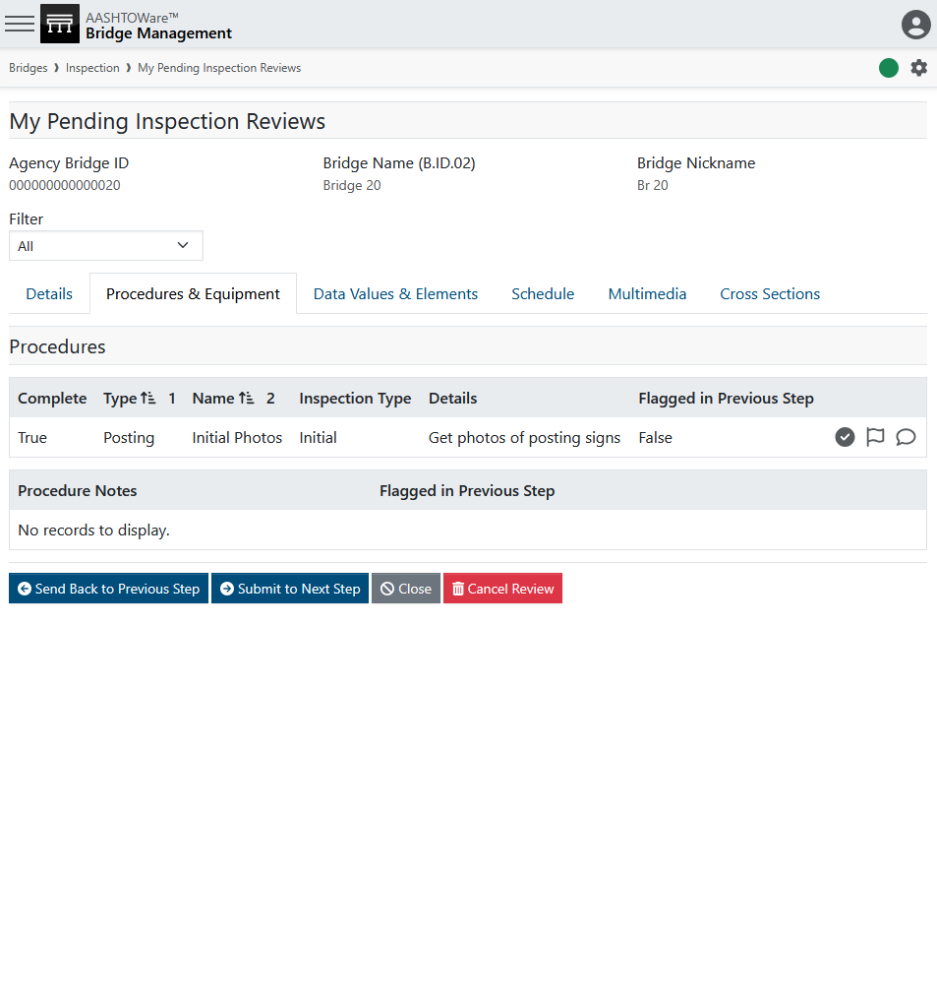 AASHTOWare™
Bridge Management
Bridges ❯ Inspection ❯ My Pending Inspection Reviews
My Pending Inspection Reviews
Agency Bridge ID Bridge Name (B.ID.02) Bridge Nickname
000000000000020 Bridge 20 Br 20
Filter
All
Details Procedures & Equipment Data Values & Elements Schedule Multimedia Cross Sections
Procedures
Complete Type 1 Name 2 Inspection Type Details Flagged in Previous Step
True Posting Initial Photos Initial Get photos of posting signs False
Procedure Notes Flagged in Previous Step
No records to display.
Send Back to Previous Step Submit to Next Step Close Cancel Review